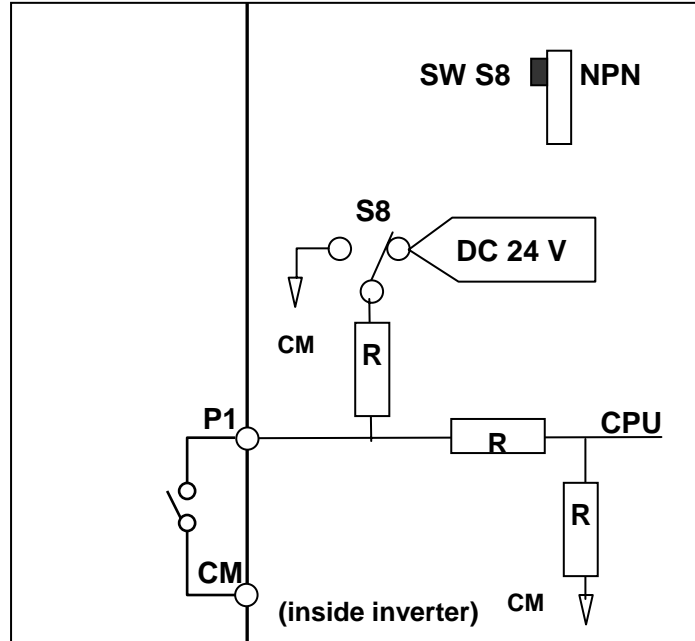 SW S8 NPN
S8
DC 24 V
CM
R
P1
R
CPU
R
CM
(inside inverter)
CM